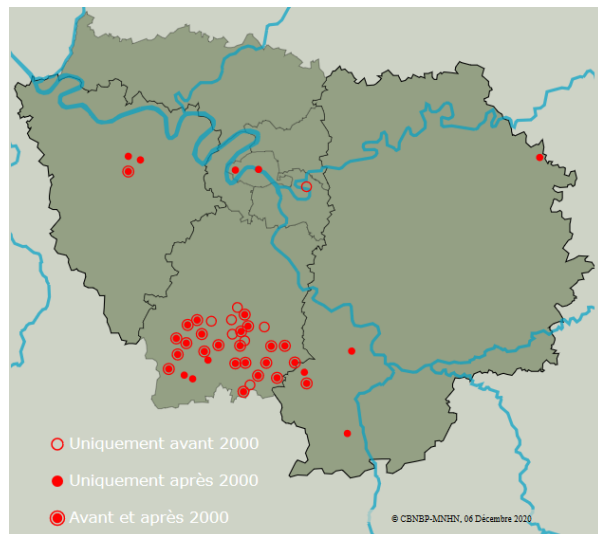 Uniquement avant 2000
Uniquement après 2000
Avant et après 2000
© CBNBP-MNHN, 06 Décembre 2020